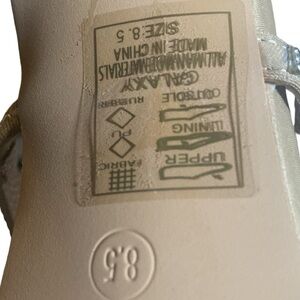 SIZE 8.5
MADE IN CHINA
ALL MAN MADE MATERIALS
GALAXY
OUTSOLE
RUBBER
LINING
PU
UPPER
FABRIC
8.5